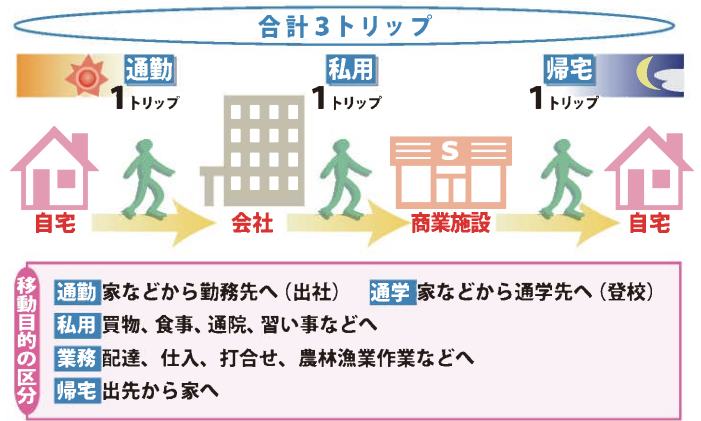 合計3トリップ
通勤
1トリップ
私用
1トリップ
帰宅
1トリップ
S
自宅
会社
商業施設
自宅
移動目的の区分
通勤 家などから勤務先へ（出社） 通学 家などから通学先へ（登校）
私用 買物、食事、通院、習い事などへ
業務 配達、仕入、打合せ、農林漁業作業などへ
帰宅 出先から家へ